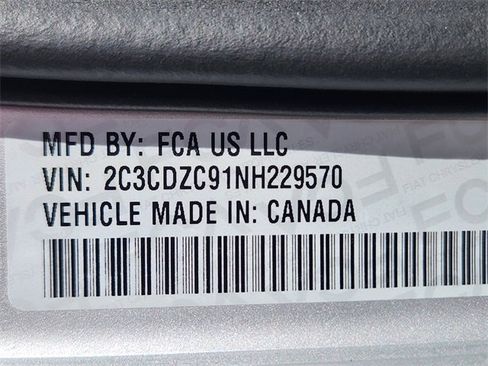 MFD BY: FCA US LLC
VIN: 2C3CDZC91NH229570
VEHICLE MADE IN: CANADA